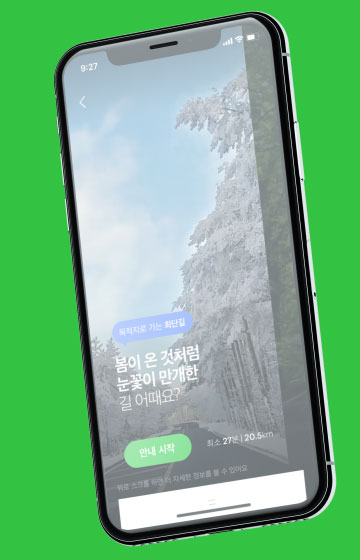 9:27
목적지로 가는 최단길
봄이 온 것처럼
눈꽃이 만개한
길 어때요?
안내 시작
최소 27분 | 20.5km
위로 스크롤 하면 더 자세한 정보를 볼 수 있어요